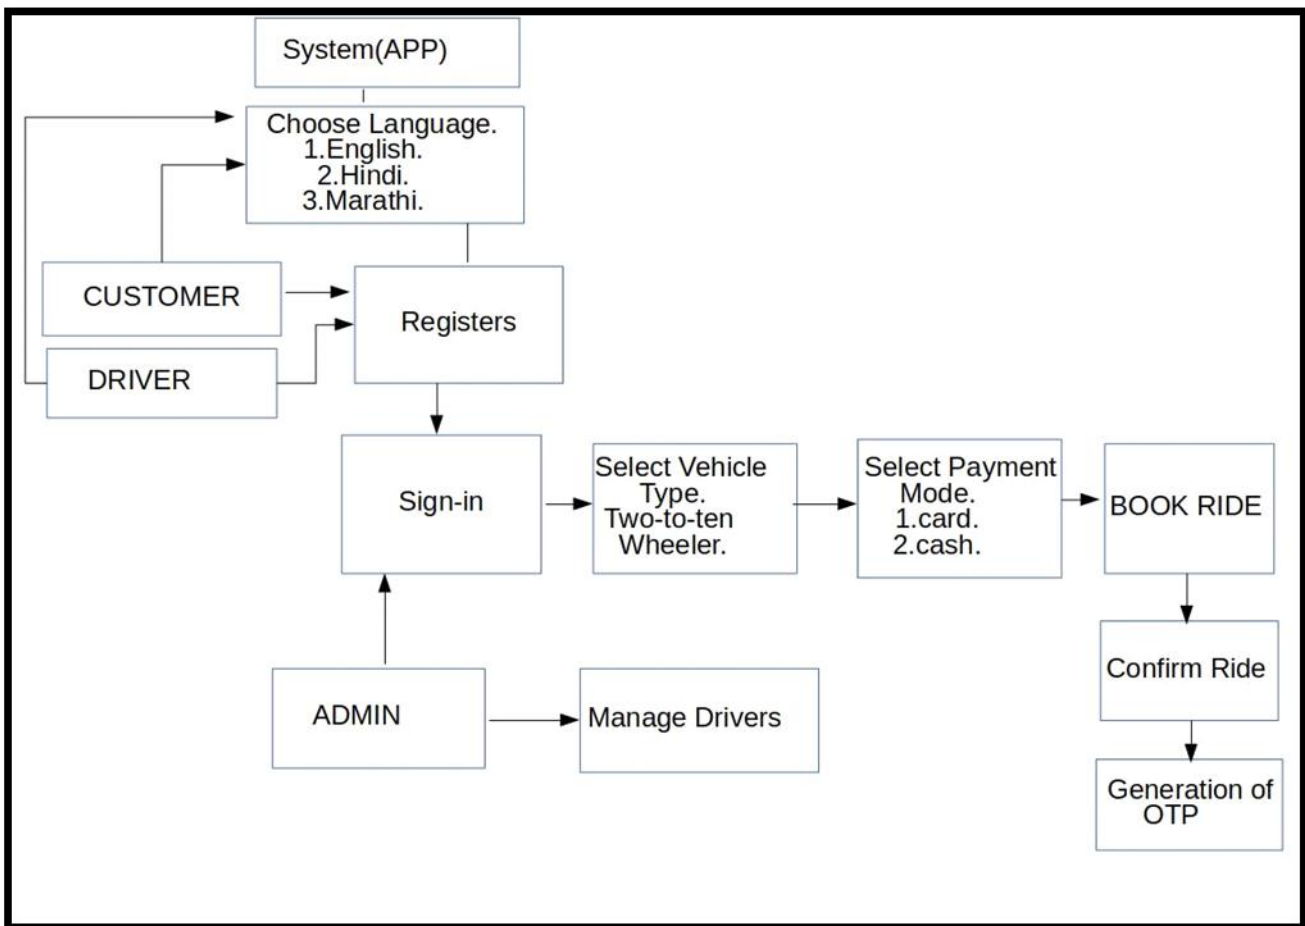 System(APP)
Choose Language.
1.English.
2.Hindi.
3.Marathi.
CUSTOMER
Registers
DRIVER
Sign-in
Select Vehicle
Type.
Two-to-ten
Wheeler.
Select Payment
Mode.
1.card.
2.cash.
BOOK RIDE
Confirm Ride
ADMIN
Manage Drivers
Generation of
OTP